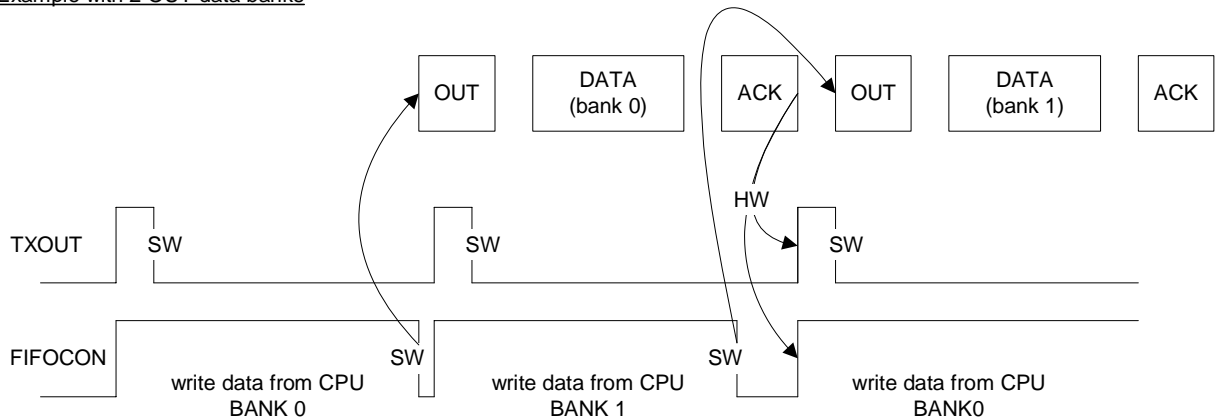 Example with 2 OUT data banks
OUT
DATA
(bank 0)
ACK
OUT
DATA
(bank 1)
ACK
HW
TXOUT
SW
SW
SW
FIFOCON
SW
SW
write data from CPU
BANK 0
write data from CPU
BANK 1
write data from CPU
BANK0